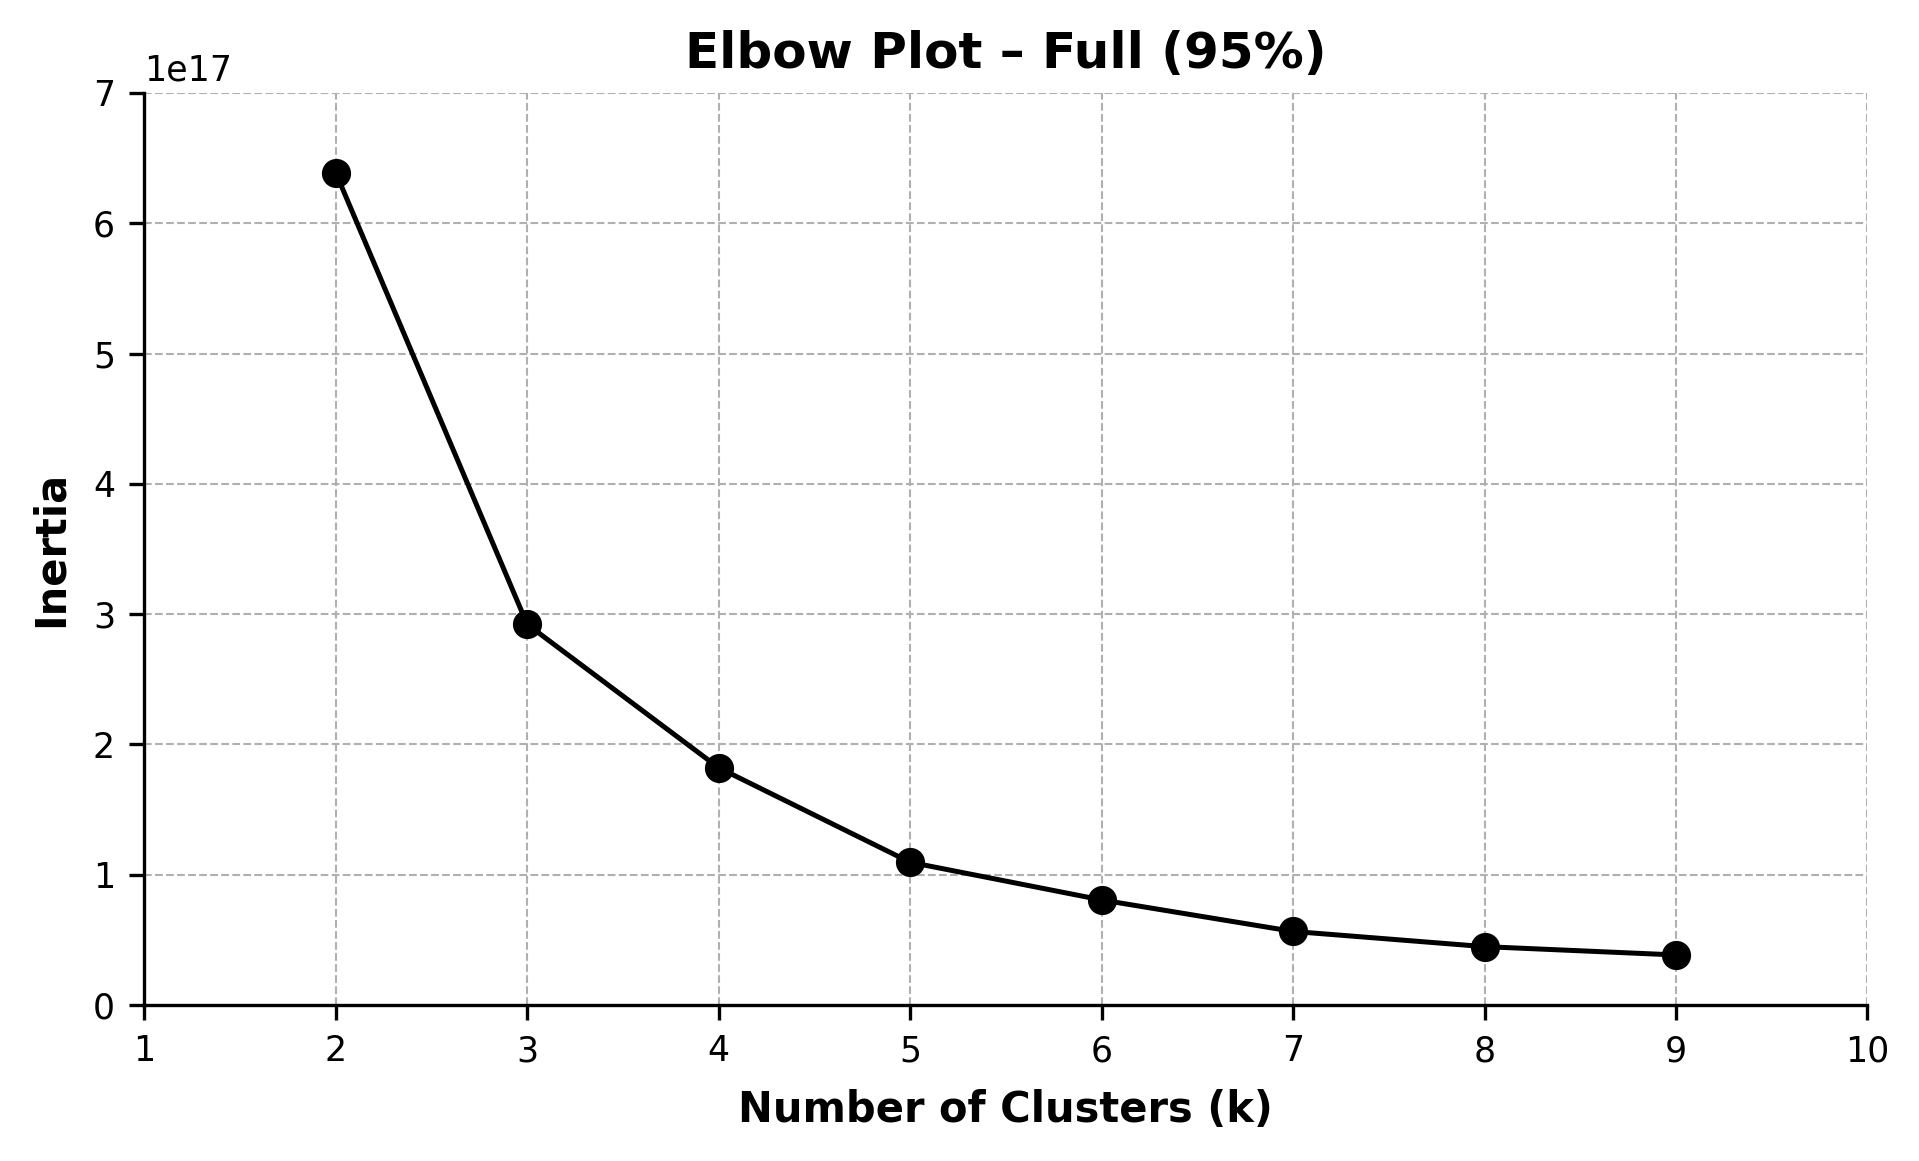 Elbow Plot – Full (95%)
1e17
7
6
5
4
3
2
1
0
Inertia
1 2 3 4 5 6 7 8 9 10
Number of Clusters (k)